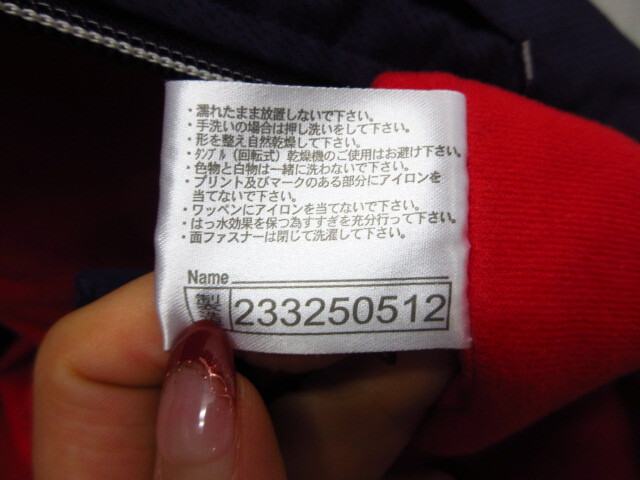 ・濡れたまま放置しないで下さい。
・手洗いの場合は押し洗いをして下さい。
・形を整え自然乾燥して下さい。
・タンブル(回転式)乾燥機のご使用はお避け下さい。
・色物と白物は一緒に洗わないで下さい。
・プリント及びマークのある部分にアイロンを
当てないで下さい。
・ワッペンにアイロンを当てないで下さい。
・はっ水効果を保つ為すすぎを充分行って下さい。
・面ファスナーは閉じて洗濯して下さい。
Name
製 233250512